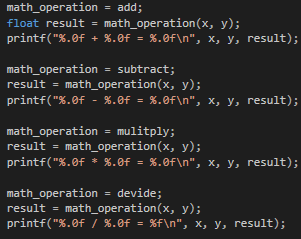 math_operation = add;
float result = math_operation(x, y);
printf("%.0f + %.0f = %.0f\n", x, y, result);
math_operation = subtract;
result = math_operation(x, y);
printf("%.0f - %.0f = %.0f\n", x, y, result);
math_operation = mulitply;
result = math_operation(x, y);
printf("%.0f * %.0f = %.0f\n", x, y, result);
math_operation = devide;
result = math_operation(x, y);
printf("%.0f / %.0f = %f\n", x, y, result);